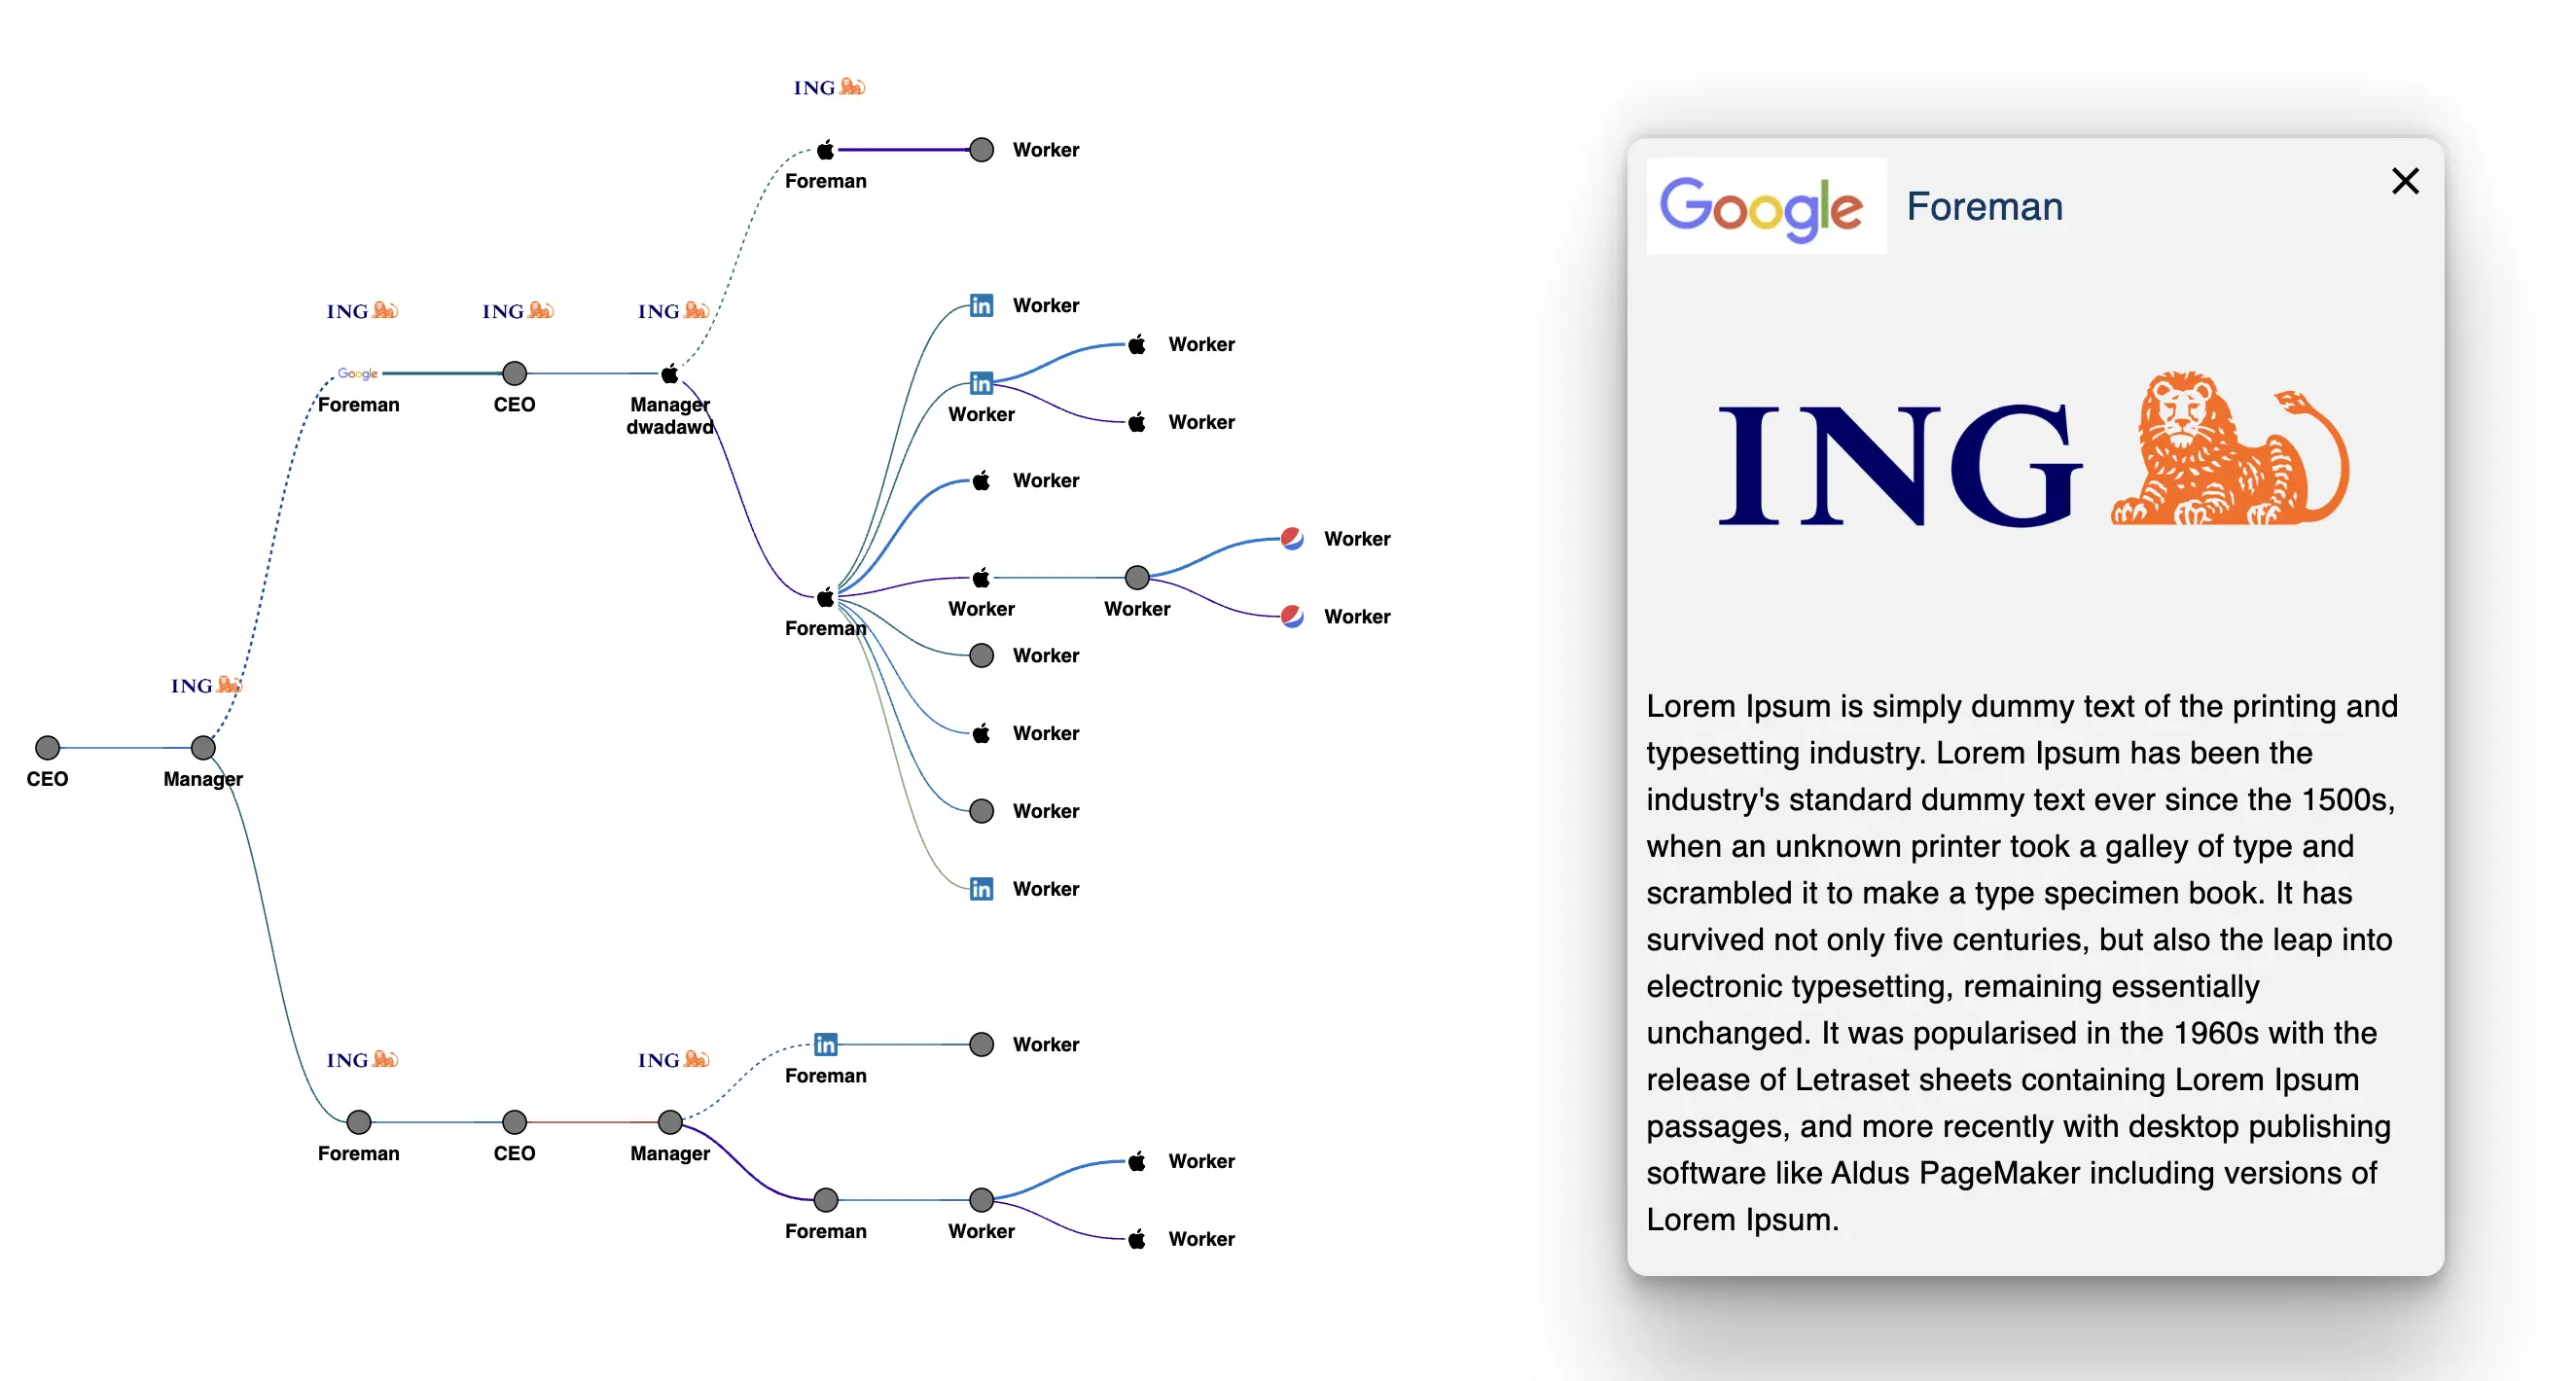 ING
Foreman
Worker
ING
ING
ING
Google
Foreman
CEO
Manager
dwadawd
Worker
Worker
Worker
Worker
Worker
Foreman
Worker
Worker
Worker
Worker
Worker
Worker
Worker
Worker
ING
CEO
Manager
ING
ING
Foreman
CEO
Manager
Foreman
Worker
Foreman
Worker
Worker
Worker
Google
Foreman
ING
Lorem Ipsum is simply dummy text of the printing and
typesetting industry. Lorem Ipsum has been the
industry's standard dummy text ever since the 1500s,
when an unknown printer took a galley of type and
scrambled it to make a type specimen book. It has
survived not only five centuries, but also the leap into
electronic typesetting, remaining essentially
unchanged. It was popularised in the 1960s with the
release of Letraset sheets containing Lorem Ipsum
passages, and more recently with desktop publishing
software like Aldus PageMaker including versions of
Lorem Ipsum.
in
in
in
in